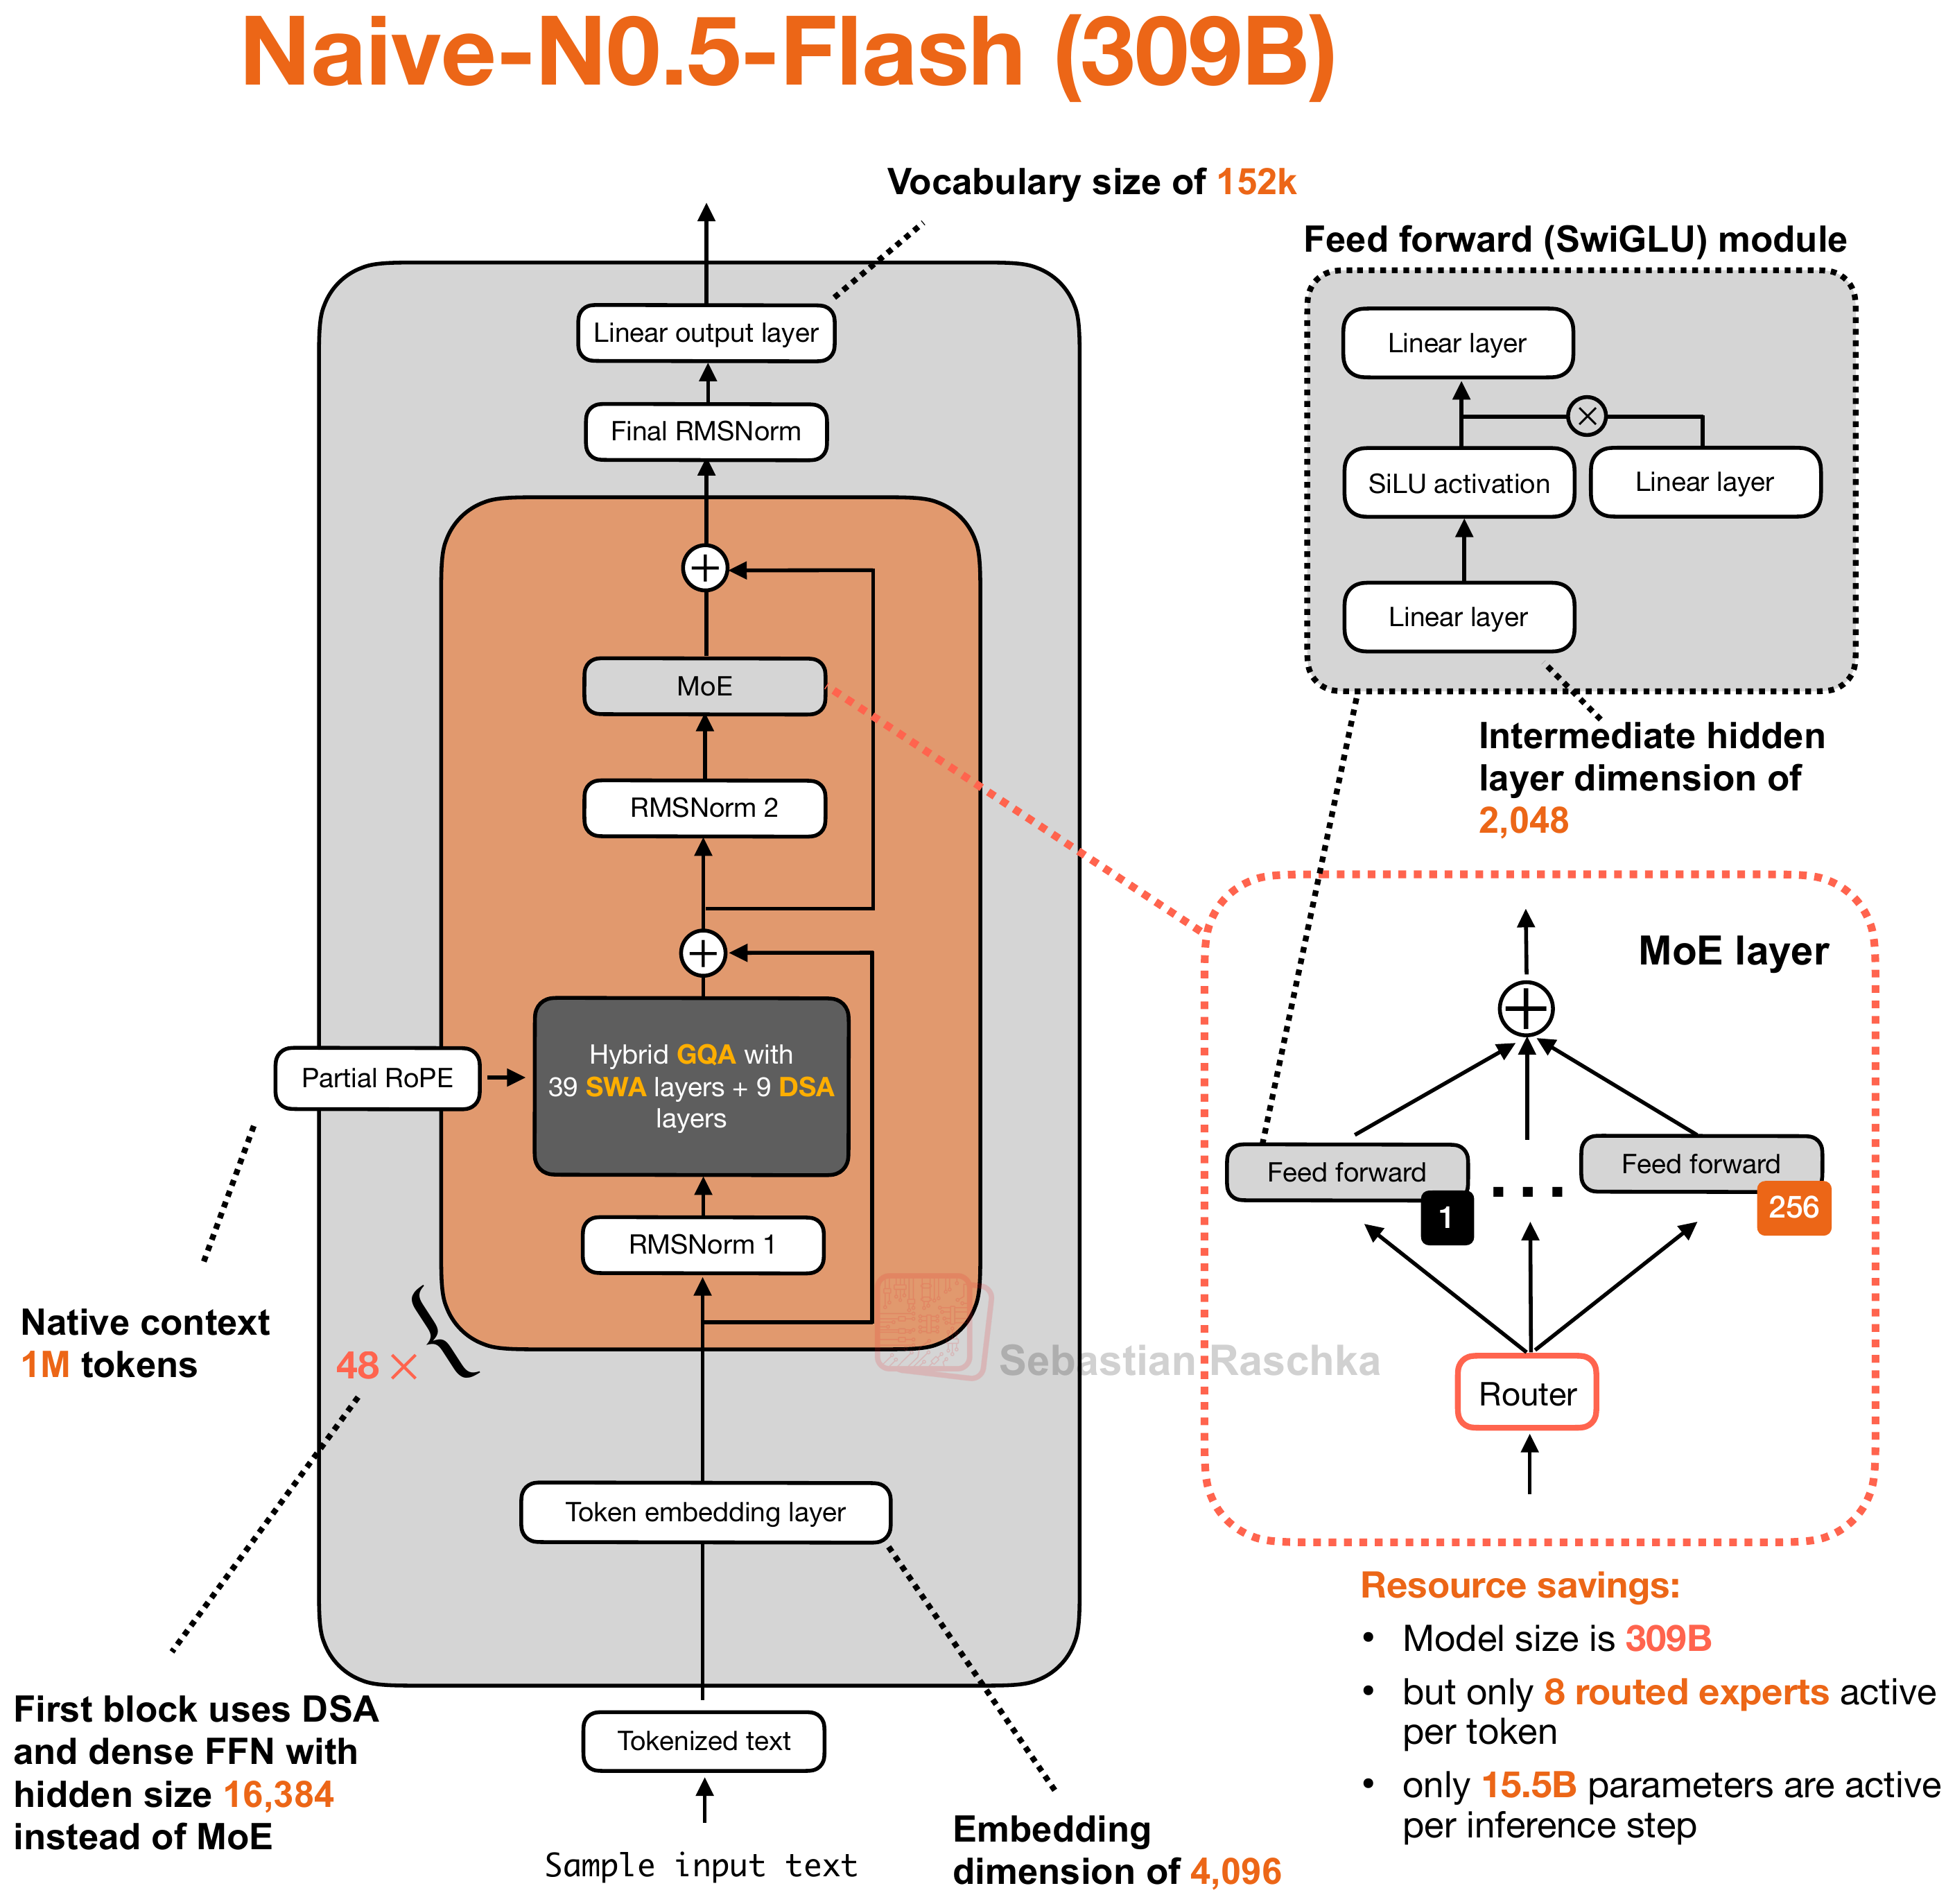 Naive-N0.5-Flash (309B)
Vocabulary size of 152k
Linear output layer
Final RMSNorm
MoE
RMSNorm 2
Partial RoPE
Hybrid GQA with
39 SWA layers + 9 DSA
layers
RMSNorm 1
Native context
1M tokens
48 ×
Token embedding layer
First block uses DSA
and dense FFN with
hidden size 16,384
instead of MoE
Tokenized text
Sample input text
Embedding
dimension of 4,096
Feed forward (SwiGLU) module
Linear layer
SiLU activation
Linear layer
Linear layer
Intermediate hidden
layer dimension of
2,048
MoE layer
Feed forward
1
. . .
Feed forward
256
Router
Sebastian Raschka
Resource savings:
• Model size is 309B
• but only 8 routed experts active
per token
• only 15.5B parameters are active
per inference step